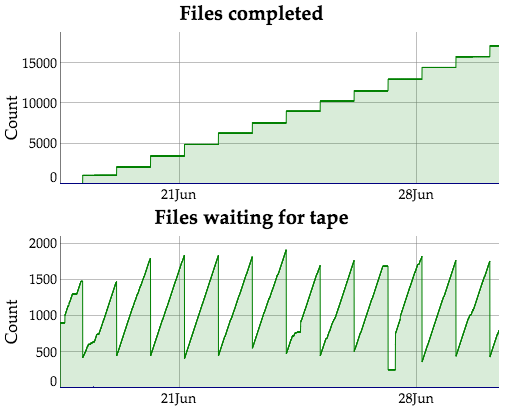 Files completed
Count
15000
10000
5000
0
21Jun
28Jun
Files waiting for tape
Count
2000
1500
1000
500
0
21Jun
28Jun